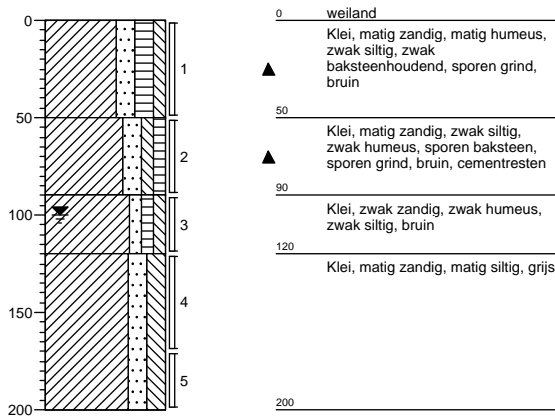 0
50
100
150
200
1
2
3
4
5
0 weiland
Klei, matig zandig, matig humeus,
zwak siltig, zwak
baksteenhoudend, sporen grind,
bruin
50
Klei, matig zandig, zwak siltig,
zwak humeus, sporen baksteen,
sporen grind, bruin, cementresten
90
Klei, zwak zandig, zwak humeus,
zwak siltig, bruin
120
Klei, matig zandig, matig siltig, grijs
200